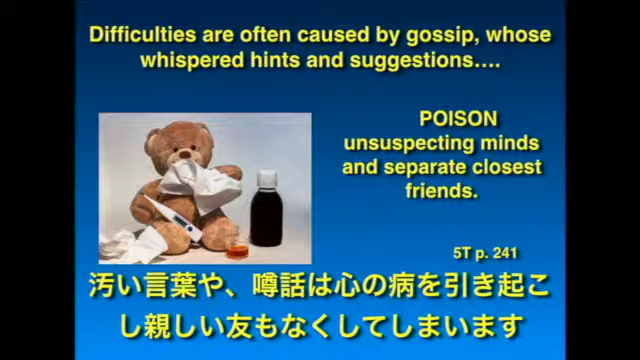 Difficulties are often caused by gossip, whose
whispered hints and suggestions….
POISON
unsuspecting minds
and separate closest
friends.
5T p. 241
汚い言葉や、噂話は心の病を引き起こ
し親しい友もなくしてしまいます